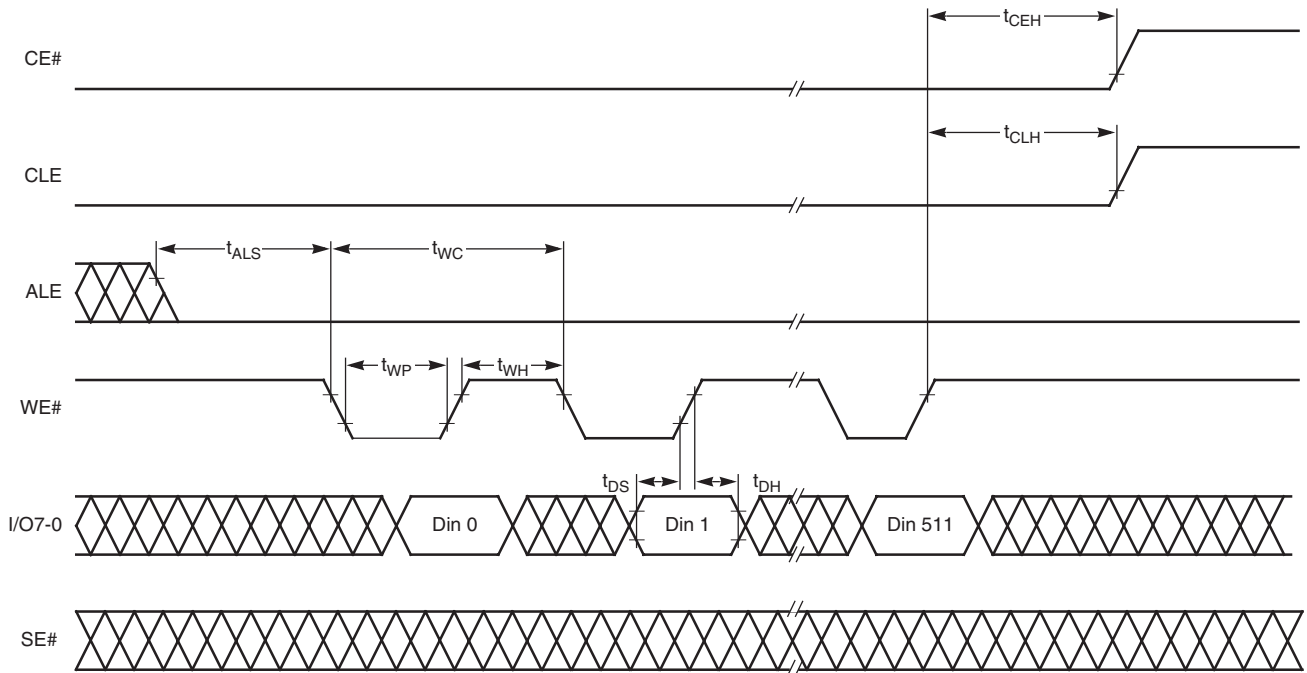 CE#
tCEH
CLE
tCLH
ALE
tALS
tWC
WE#
tWP
tWH
tDS
tDH
I/O7-0
Din 0
Din 1
Din 511
SE#